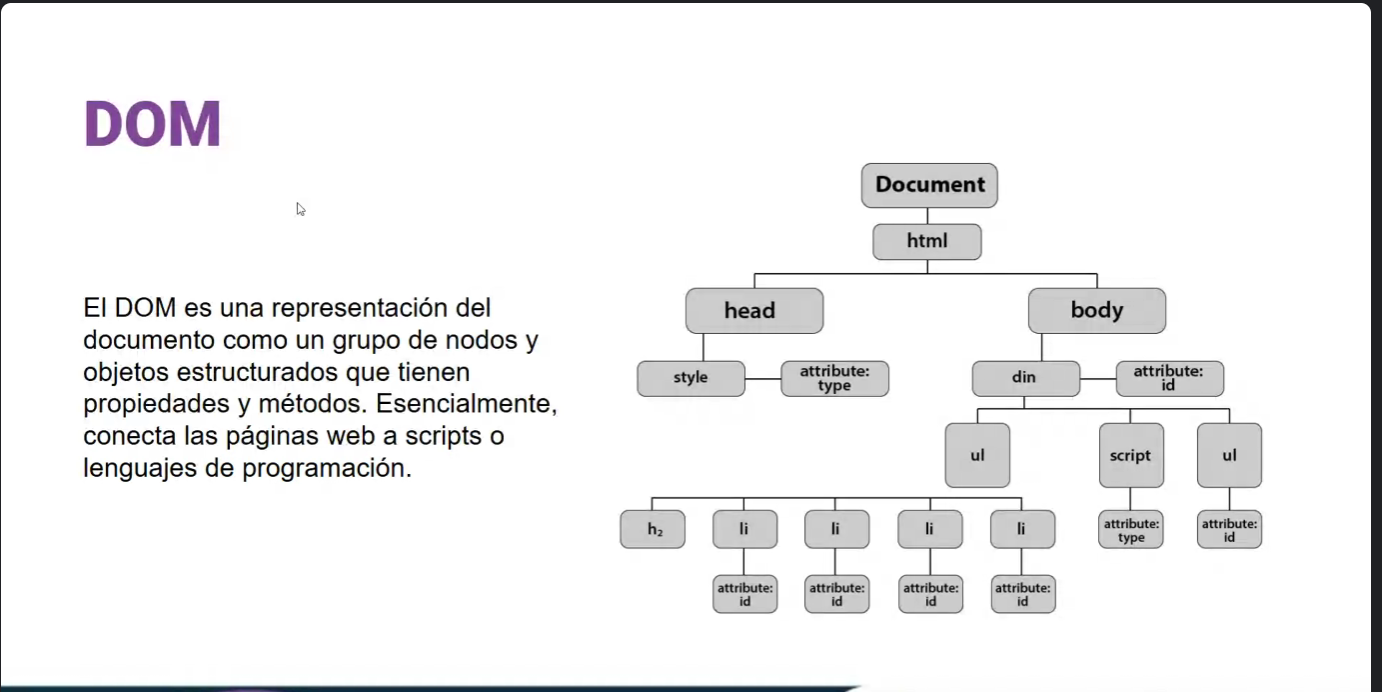 DOM
El DOM es una representación del
documento como un grupo de nodos y
objetos estructurados que tienen
propiedades y métodos. Esencialmente,
conecta las páginas web a scripts o
lenguajes de programación.
Document
html
head
body
style
attribute:
type
din
attribute:
id
ul
script
ul
h₂
li
li
li
li
attribute:
type
attribute:
id
attribute:
id
attribute:
id
attribute:
id
attribute:
id